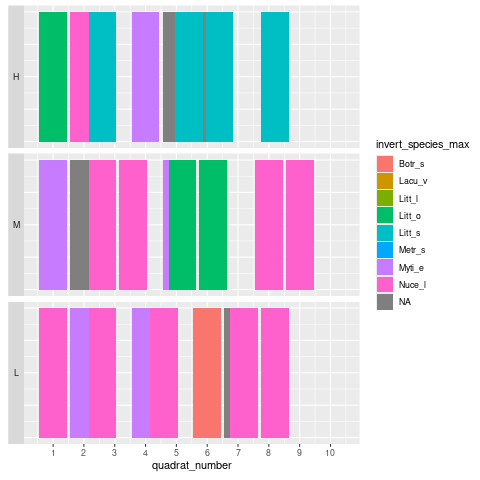 H
M
L
1 2 3 4 5 6 7 8 9 10
quadrat_number
invert_species_max
Botr_s
Lacu_v
Litt_l
Litt_o
Litt_s
Metr_s
Myti_e
Nuce_l
NA